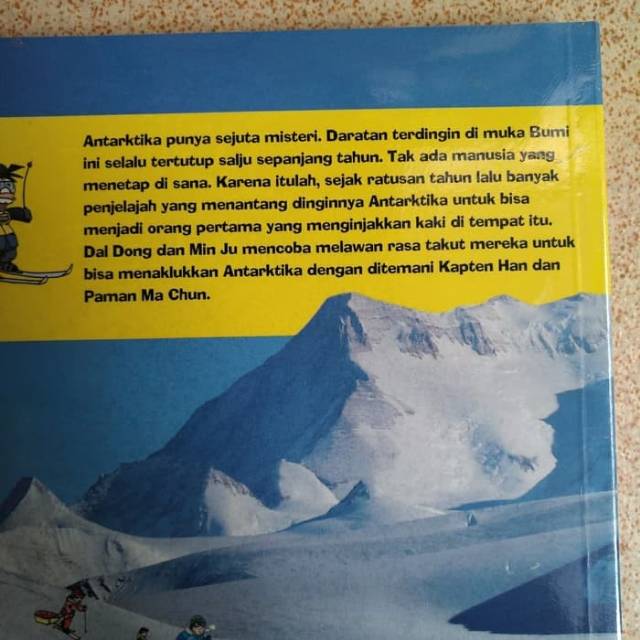 Antarktika punya sejuta misteri. Daratan terdingin di muka Bumi
ini selalu tertutup salju sepanjang tahun. Tak ada manusia yang
menetap di sana. Karena itulah, sejak ratusan tahun lalu banyak
penjelajah yang menantang dinginnya Antarktika untuk bisa
menjadi orang pertama yang menginjakkan kaki di tempat itu.
Dal Dong dan Min Ju mencoba melawan rasa takut mereka untuk
bisa menaklukkan Antarktika dengan ditemani Kapten Han dan
Paman Ma Chun.